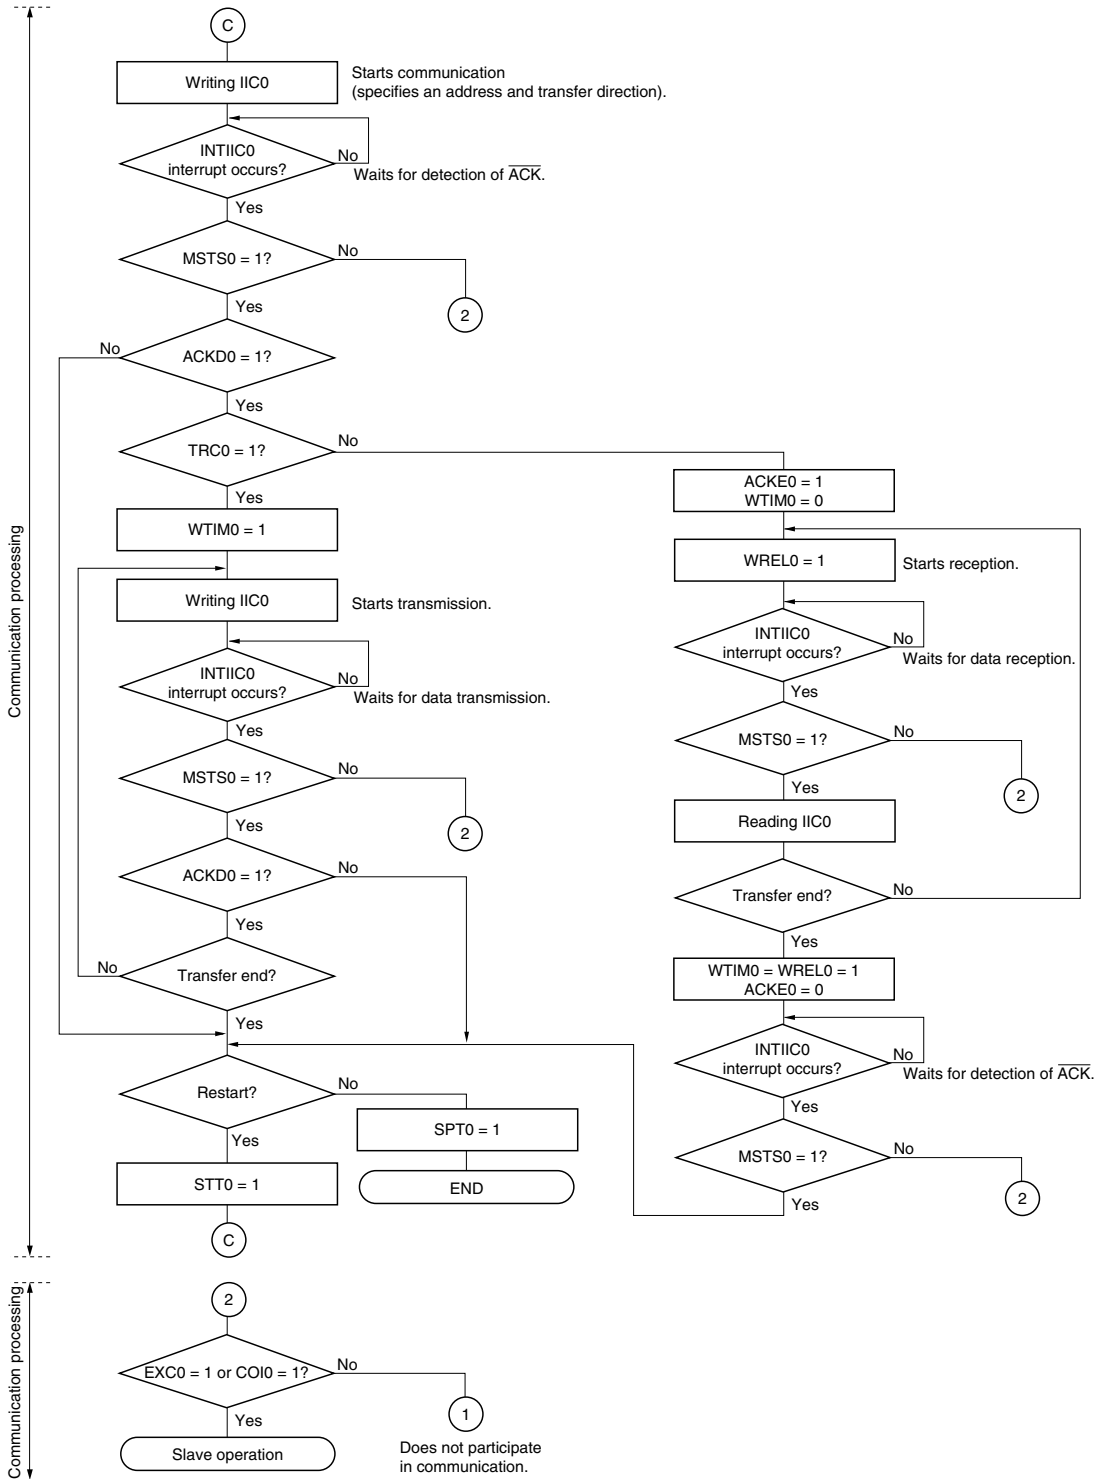 C
Writing IIC0
Starts communication
(specifies an address and transfer direction).
INTIIC0
interrupt occurs?
No
Waits for detection of ACK.
Yes
MSTS0 = 1?
No
2
Yes
No
ACKD0 = 1?
Yes
TRC0 = 1?
No
Yes
WTIM0 = 1
Writing IIC0
Starts transmission.
INTIIC0
interrupt occurs?
No
Waits for data transmission.
Yes
MSTS0 = 1?
No
2
Yes
ACKD0 = 1?
No
Yes
No
Transfer end?
Yes
Restart?
No
SPT0 = 1
END
Yes
STT0 = 1
C
ACKE0 = 1
WTIM0 = 0
WREL0 = 1
Starts reception.
INTIIC0
interrupt occurs?
No
Waits for data reception.
Yes
MSTS0 = 1?
No
2
Yes
Reading IIC0
Transfer end?
No
Yes
WTIM0 = WREL0 = 1
ACKE0 = 0
INTIIC0
interrupt occurs?
No
Waits for detection of ACK.
Yes
MSTS0 = 1?
No
2
Yes
Communication processing
2
EXC0 = 1 or COI0 = 1?
No
1
Does not participate
in communication.
Yes
Slave operation
Communication processing